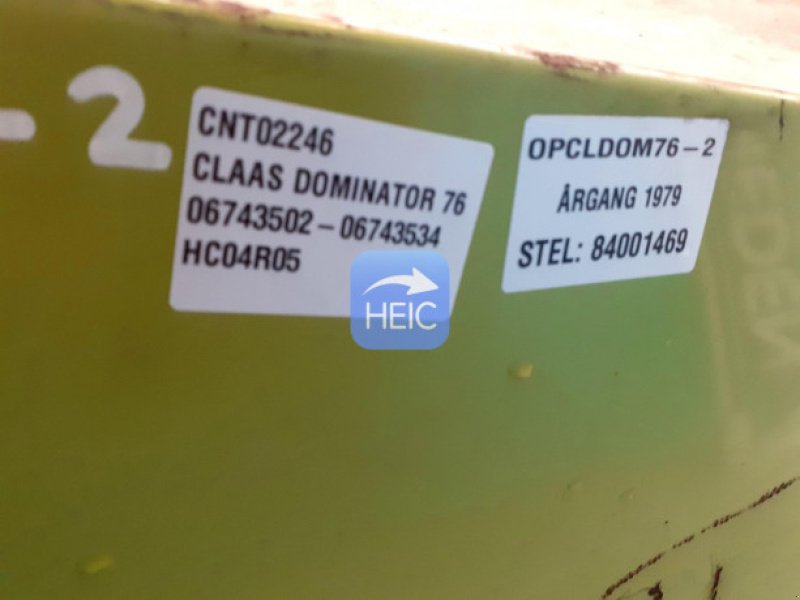 -2
CNT02246
CLAAS DOMINATOR 76
06743502-06743534
HC04R05
OPCLDOM76-2
ÅRGANG 1979
STEL: 84001469
HEIC